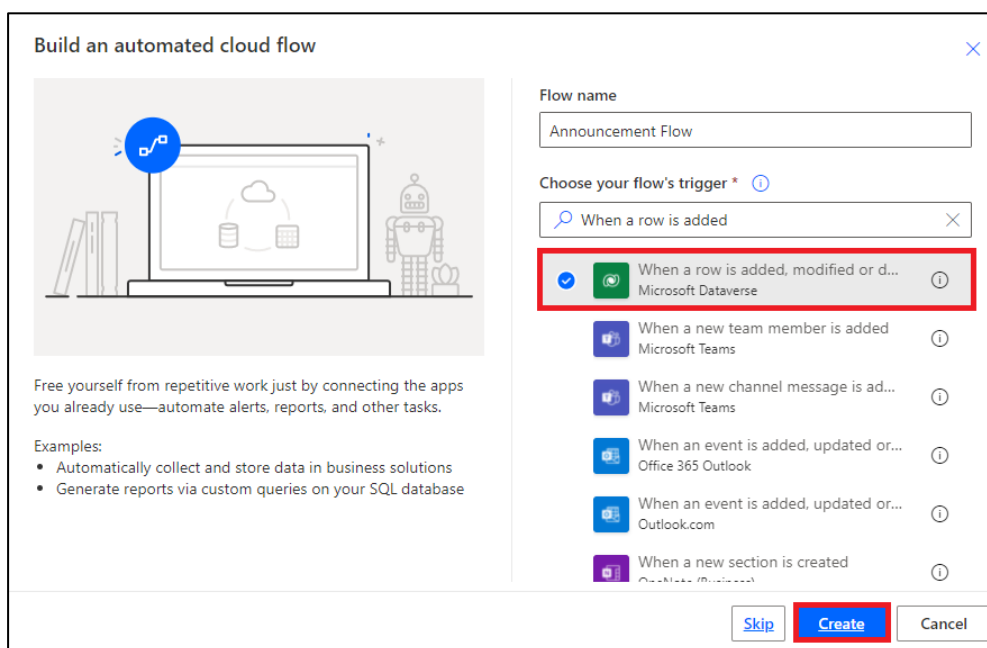 Build an automated cloud flow
Free yourself from repetitive work just by connecting the apps
you already use—automate alerts, reports, and other tasks.
Examples:
• Automatically collect and store data in business solutions
• Generate reports via custom queries on your SQL database
Flow name
Announcement Flow
Choose your flow's trigger *
When a row is added
When a row is added, modified or d...
Microsoft Dataverse
When a new team member is added
Microsoft Teams
When a new channel message is ad...
Microsoft Teams
When an event is added, updated or...
Office 365 Outlook
When an event is added, updated or...
Outlook.com
When a new section is created
OneNote (Business)
Skip
Create
Cancel